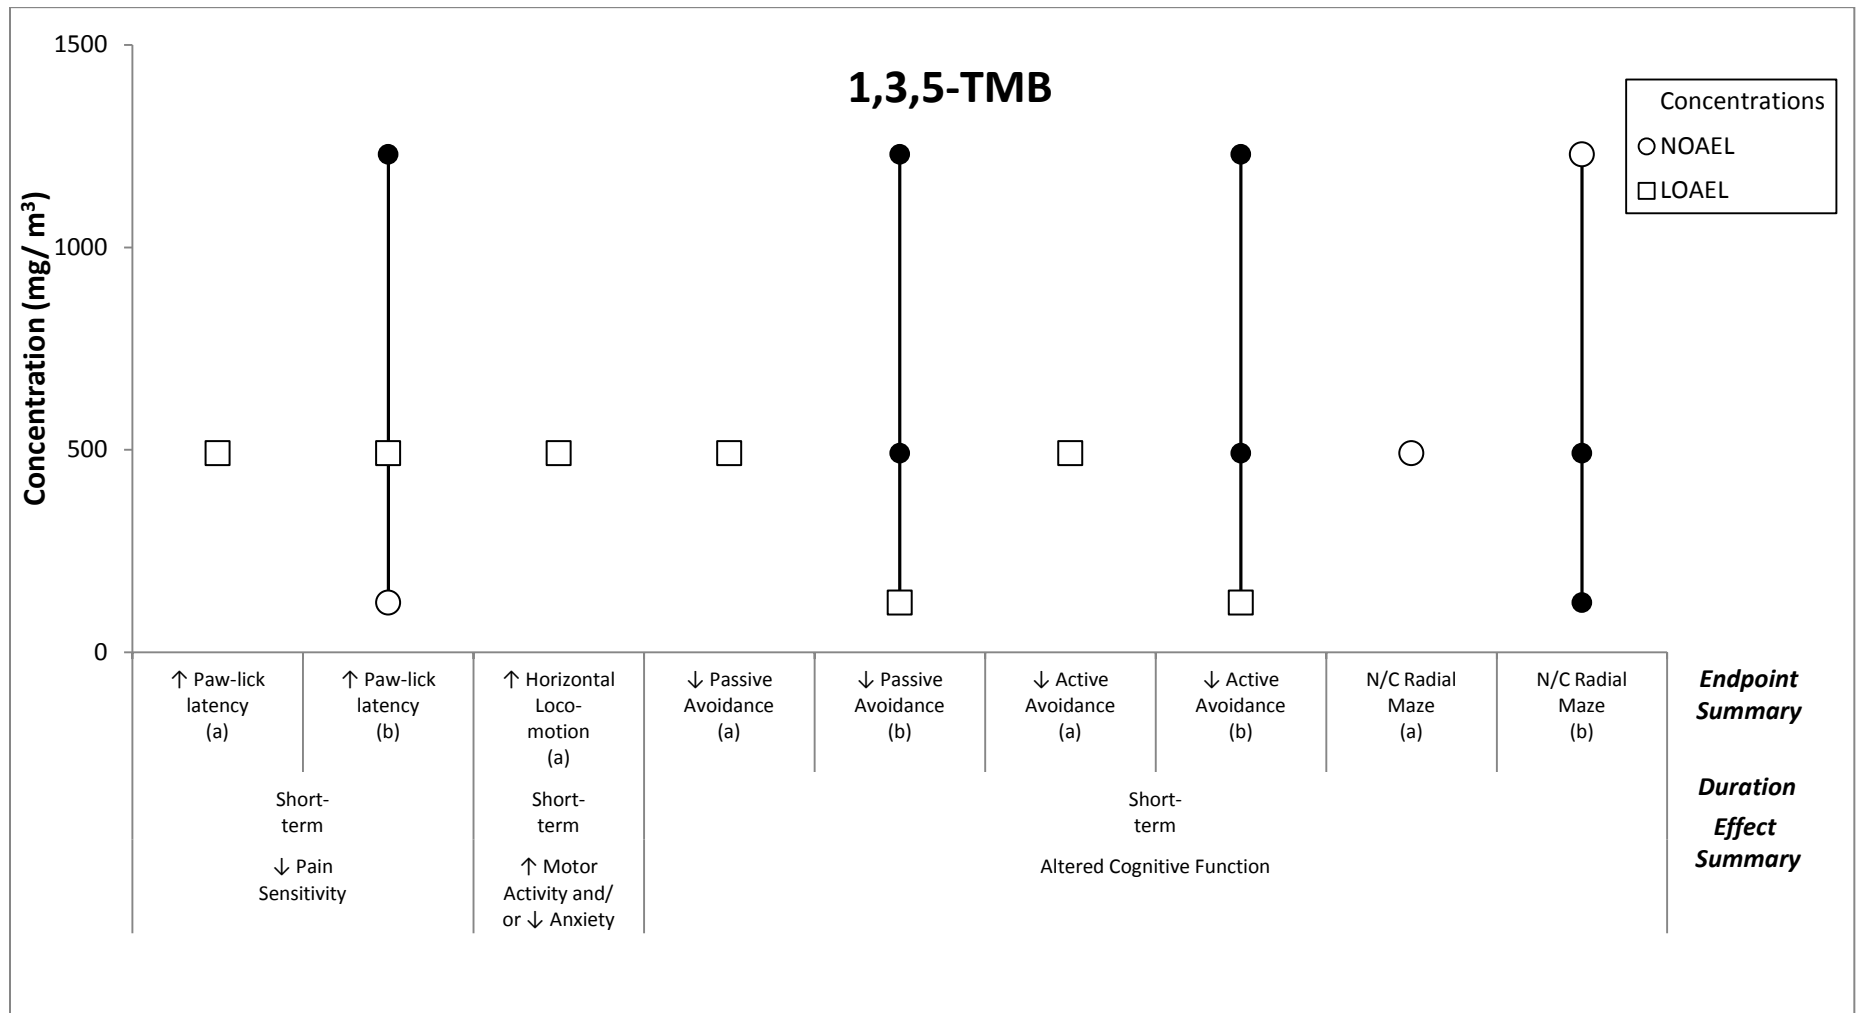 1500
1,3,5-TMB
Concentrations
NOAEL
LOAEL
Concentration (mg/ m³)
1000
500
0
↑ Paw-lick
latency
(a)
↑ Paw-lick
latency
(b)
↑ Horizontal
Loco-
motion
(a)
↓ Passive
Avoidance
(a)
↓ Passive
Avoidance
(b)
↓ Active
Avoidance
(a)
↓ Active
Avoidance
(b)
N/C Radial
Maze
(a)
N/C Radial
Maze
(b)
Endpoint
Summary
Short-
term
Short-
term
Short-
term
Duration
↓ Pain
Sensitivity
↑ Motor
Activity and/
or ↓ Anxiety
Altered Cognitive Function
Effect
Summary